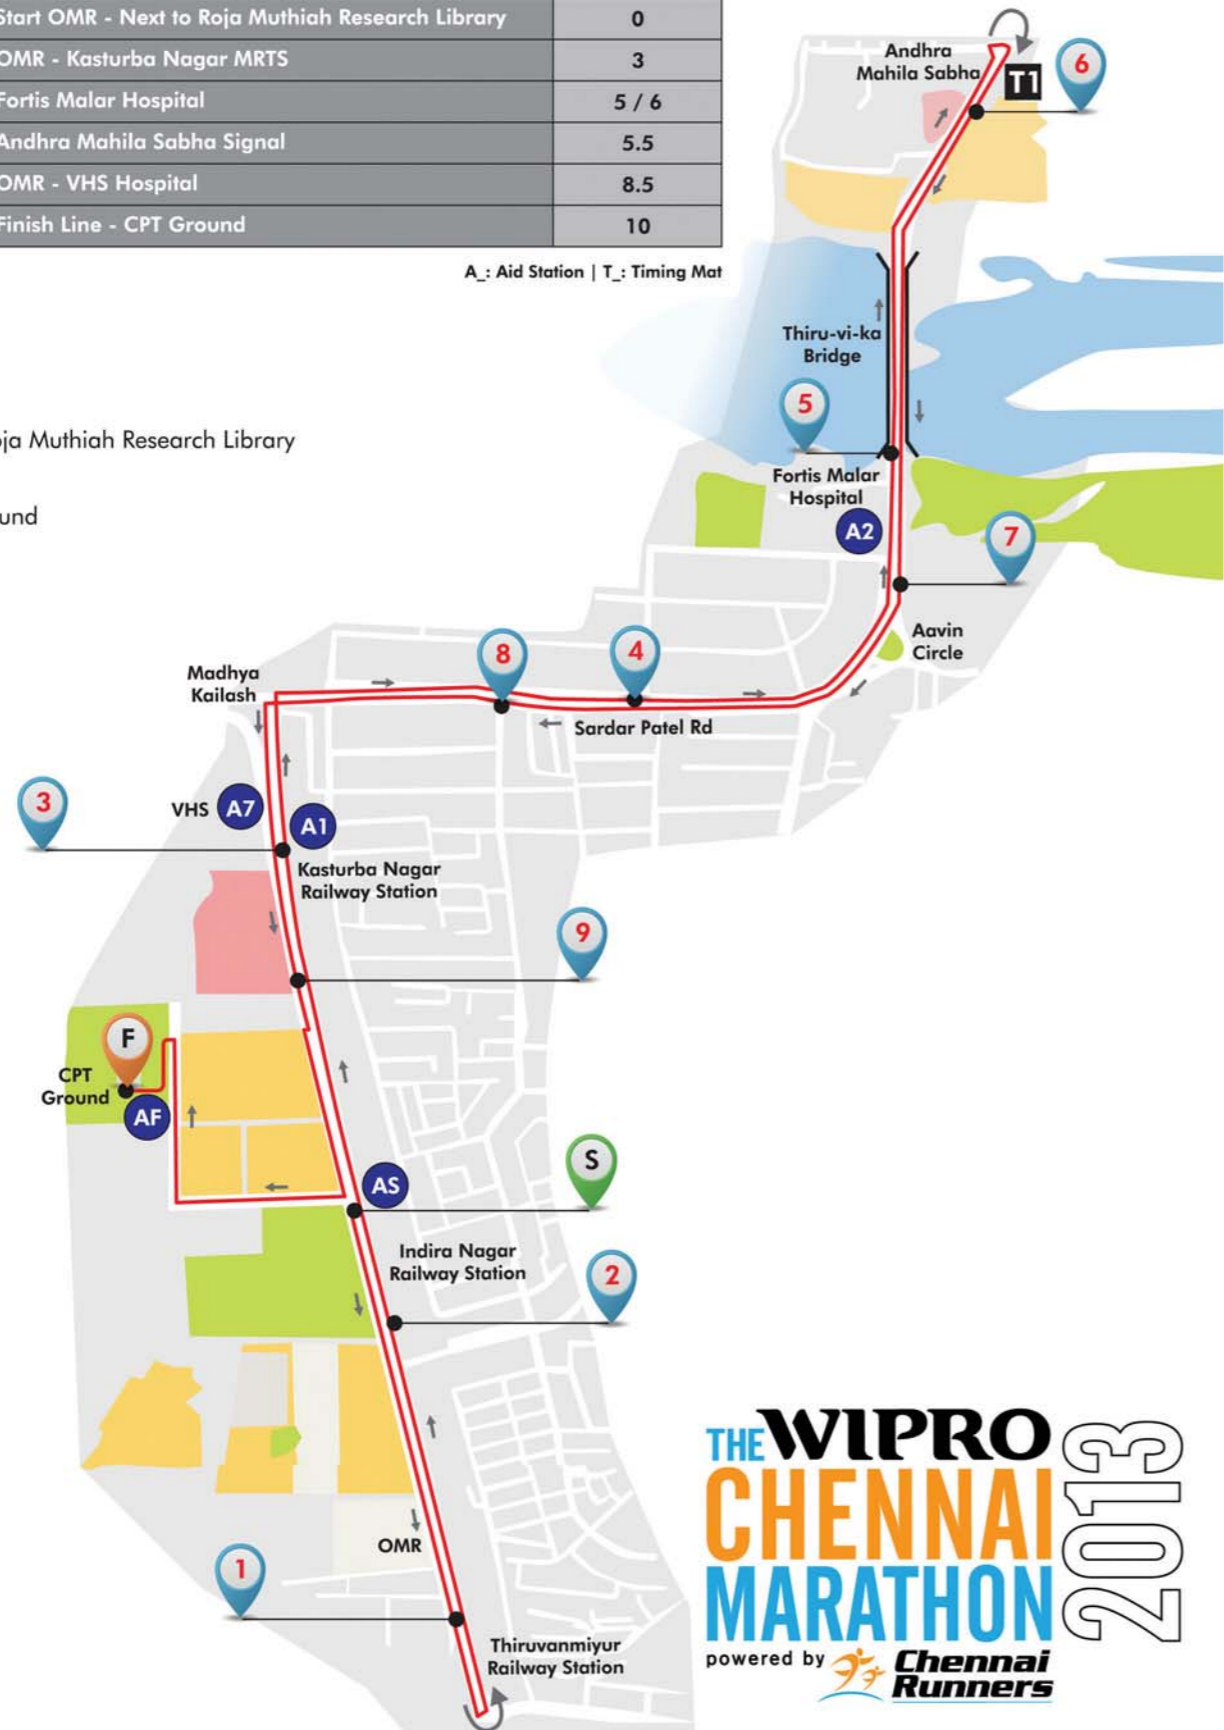 Start OMR - Next to Roja Muthiah Research Library 0
OMR - Kasturba Nagar MRTS 3
Fortis Malar Hospital 5 / 6
Andhra Mahila Sabha Signal 5.5
OMR - VHS Hospital 8.5
Finish Line - CPT Ground 10
A_: Aid Station | T_: Timing Mat
Andhra
Mahila Sabha
T1
6
Thiru-vi-ka
Bridge
5
Muthiah Research Library
Fortis Malar
Hospital
A2
7
Aavin
Circle
8
4
Madhya
Kailash
Sardar Patel Rd
3
VHS
A7
A1
Kasturba Nagar
Railway Station
9
F
CPT
Ground
AF
S
AS
Indira Nagar
Railway Station
2
OMR
1
Thiruvanmiyur
Railway Station
THE WIPRO
CHENNAI
MARATHON
2013
powered by Chennai
Runners